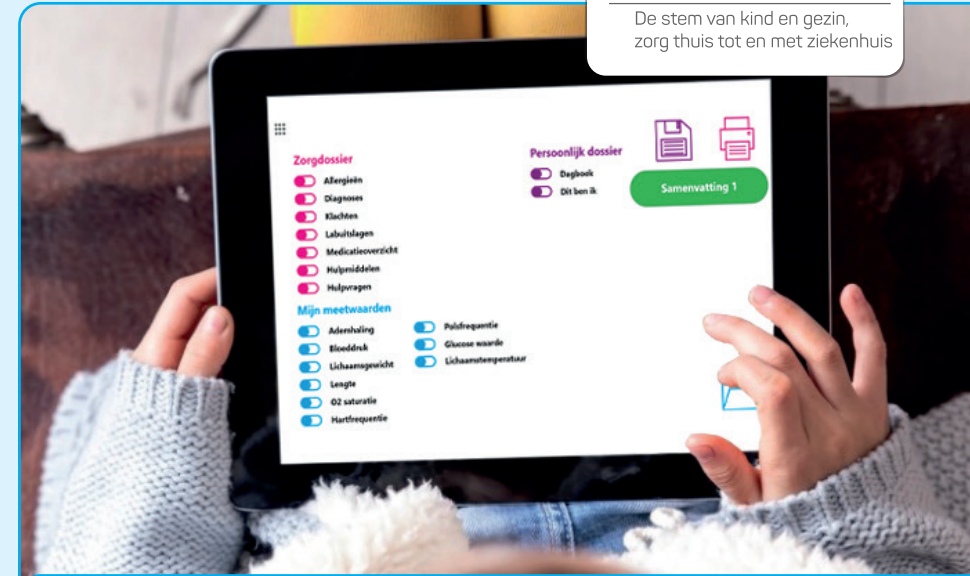 De stem van kind en gezin,
zorg thuis tot en met ziekenhuis
Zorgdossier
Allergieën
Diagnoses
Klachten
Labuitslagen
Medicatieoverzicht
Hulpmiddelen
Hulpvragen
Mijn meetwaarden
Ademhaling
Bloeddruk
Lichaamsgewicht
Lengte
O2 saturatie
Hartfrequentie
Polsfrequentie
Glucose waarde
Lichaamstemperatuur
Persoonlijk dossier
Dagboek
Dit ben ik
Samenvatting 1